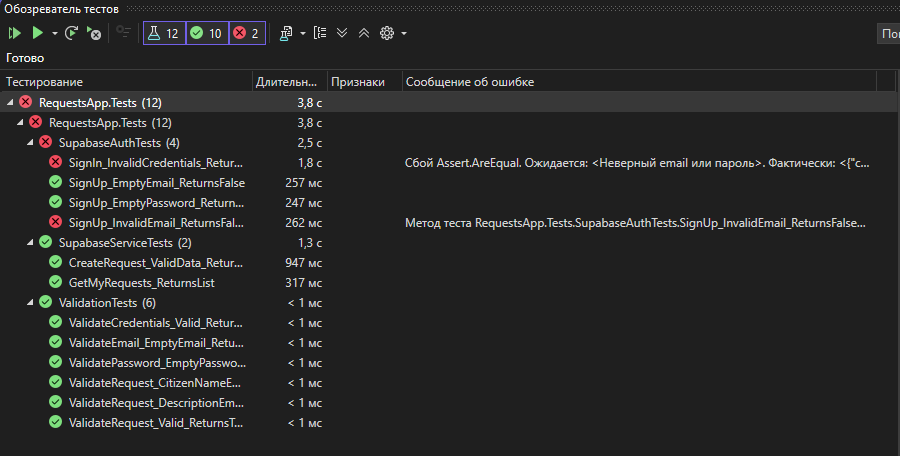 Обозреватель тестов
12 10 2
Пои
Готово
Тестирование Длительн... Признаки Сообщение об ошибке
RequestsApp.Tests (12) 3,8 с
RequestsApp.Tests (12) 3,8 с
SupabaseAuthTests (4) 2,5 с
SignIn_InvalidCredentials_Retur... 1,8 с Сбой Assert.AreEqual. Ожидается: <Неверный email или пароль>. Фактически: <{"c...
SignUp_EmptyEmail_ReturnsFalse 257 мс
SignUp_EmptyPassword_Return... 247 мс
SignUp_InvalidEmail_ReturnsFal... 262 мс Метод теста RequestsApp.Tests.SupabaseAuthTests.SignUp_InvalidEmail_ReturnsFalse...
SupabaseServiceTests (2) 1,3 с
CreateRequest_ValidData_Retur... 947 мс
GetMyRequests_ReturnsList 317 мс
ValidationTests (6) < 1 мс
ValidateCredentials_Valid_Retur... < 1 мс
ValidateEmail_EmptyEmail_Retu... < 1 мс
ValidatePassword_EmptyPasswo... < 1 мс
ValidateRequest_CitizenNameE... < 1 мс
ValidateRequest_DescriptionEm... < 1 мс
ValidateRequest_Valid_ReturnsT... < 1 мс